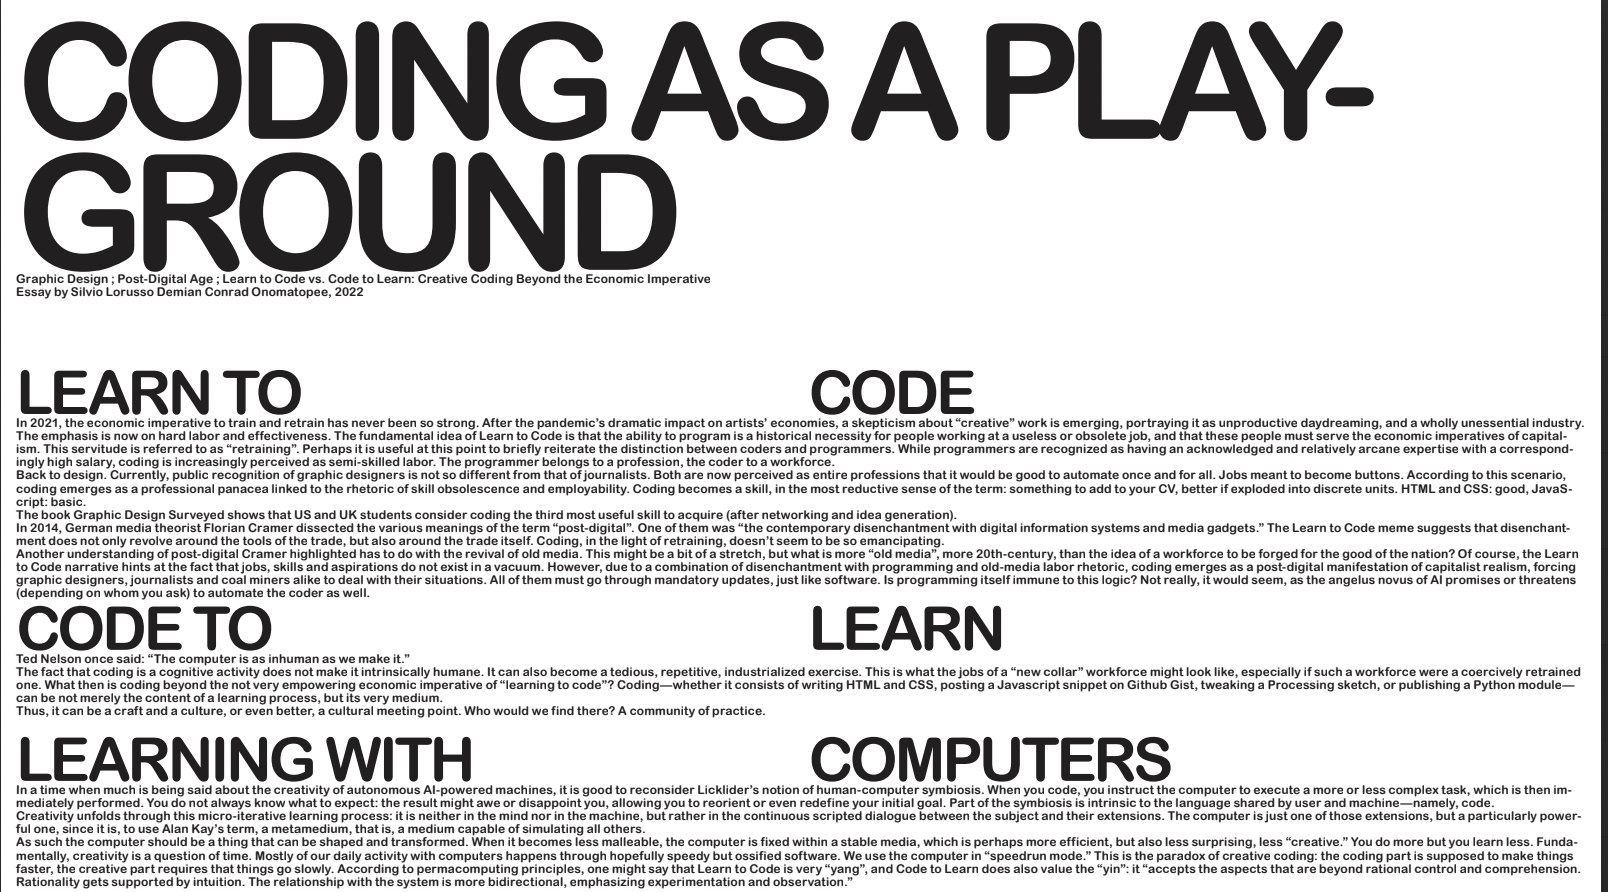 CODING AS A PLAY-
GROUND
Graphic Design ; Post-Digital Age ; Learn to Code vs. Code to Learn: Creative Coding Beyond the Economic Imperative
Essay by Silvio Lorusso Demian Conrad Onomatopee, 2022
LEARN TO CODE
In 2021, the economic imperative to train and retrain has never been so strong. After the pandemic’s dramatic impact on artists’ economies, a skepticism about “creative” work is emerging, portraying it as unproductive daydreaming, and a wholly unessential industry.
The emphasis is now on hard labor and effectiveness. The fundamental idea of Learn to Code is that the ability to program is a historical necessity for people working at a useless or obsolete job, and that these people must serve the economic imperatives of capital-
ism. This servitude is referred to as “retraining”. Perhaps it is useful at this point to briefly reiterate the distinction between coders and programmers. While programmers are recognized as having an acknowledged and relatively arcane expertise with a correspond-
ingly high salary, coding is increasingly perceived as semi-skilled labor. The programmer belongs to a profession, the coder to a workforce.
Back to design. Currently, public recognition of graphic designers is not so different from that of journalists. Both are now perceived as entire professions that it would be good to automate once and for all. Jobs meant to become buttons. According to this scenario,
coding emerges as a professional panacea linked to the rhetoric of skill obsolescence and employability. Coding becomes a skill, in the most reductive sense of the term: something to add to your CV, better if exploded into discrete units. HTML and CSS: good, JavaS-
cript: basic.
The book Graphic Design Surveyed shows that US and UK students consider coding the third most useful skill to acquire (after networking and idea generation).
In 2014, German media theorist Florian Cramer dissected the various meanings of the term “post-digital”. One of them was “the contemporary disenchantment with digital information systems and media gadgets.” The Learn to Code meme suggests that disenchant-
ment does not only revolve around the tools of the trade, but also around the trade itself. Coding, in the light of retraining, doesn’t seem to be so emancipating.
Another understanding of post-digital Cramer highlighted has to do with the revival of old media. This might be a bit of a stretch, but what is more “old media”, more 20th-century, than the idea of a workforce to be forged for the good of the nation? Of course, the Learn
to Code narrative hints at the fact that jobs, skills and aspirations do not exist in a vacuum. However, due to a combination of disenchantment with programming and old-media labor rhetoric, coding emerges as a post-digital manifestation of capitalist realism, forcing
graphic designers, journalists and coal miners alike to deal with their situations. All of them must go through mandatory updates, just like software. Is programming itself immune to this logic? Not really, it would seem, as the angelus novus of AI promises or threatens
(depending on whom you ask) to automate the coder as well.
CODE TO LEARN
Ted Nelson once said: “The computer is as inhuman as we make it.”
The fact that coding is a cognitive activity does not make it intrinsically humane. It can also become a tedious, repetitive, industrialized exercise. This is what the jobs of a “new collar” workforce might look like, especially if such a workforce were a coercively retrained
one. What then is coding beyond the not very empowering economic imperative of “learning to code”? Coding—whether it consists of writing HTML and CSS, posting a Javascript snippet on Github Gist, tweaking a Processing sketch, or publishing a Python module—
can be not merely the content of a learning process, but its very medium.
Thus, it can be a craft and a culture, or even better, a cultural meeting point. Who would we find there? A community of practice.
LEARNING WITH COMPUTERS
In a time when much is being said about the creativity of autonomous AI-powered machines, it is good to reconsider Licklider’s notion of human-computer symbiosis. When you code, you instruct the computer to execute a more or less complex task, which is then im-
mediately performed. You do not always know what to expect: the result might awe or disappoint you, allowing you to reorient or even redefine your initial goal. Part of the symbiosis is intrinsic to the language shared by user and machine—namely, code.
Creativity unfolds through this micro-iterative learning process: it is neither in the mind nor in the machine, but rather in the continuous scripted dialogue between the subject and their extensions. The computer is just one of those extensions, but a particularly power-
ful one, since it is, to use Alan Kay’s term, a metamedium, that is, a medium capable of simulating all others.
As such the computer should be a thing that can be shaped and transformed. When it becomes less malleable, the computer is fixed within a stable media, which is perhaps more efficient, but also less surprising, less “creative.” You do more but you learn less. Funda-
mentally, creativity is a question of time. Mostly of our daily activity with computers happens through hopefully speedy but ossified software. We use the computer in “speedrun mode.” This is the paradox of creative coding: the coding part is supposed to make things
faster, the creative part requires that things go slowly. According to permacomputing principles, one might say that Learn to Code is very “yang”, and Code to Learn does also value the “yin”: it “accepts the aspects that are beyond rational control and comprehension.
Rationality gets supported by intuition. The relationship with the system is more bidirectional, emphasizing experimentation and observation.”